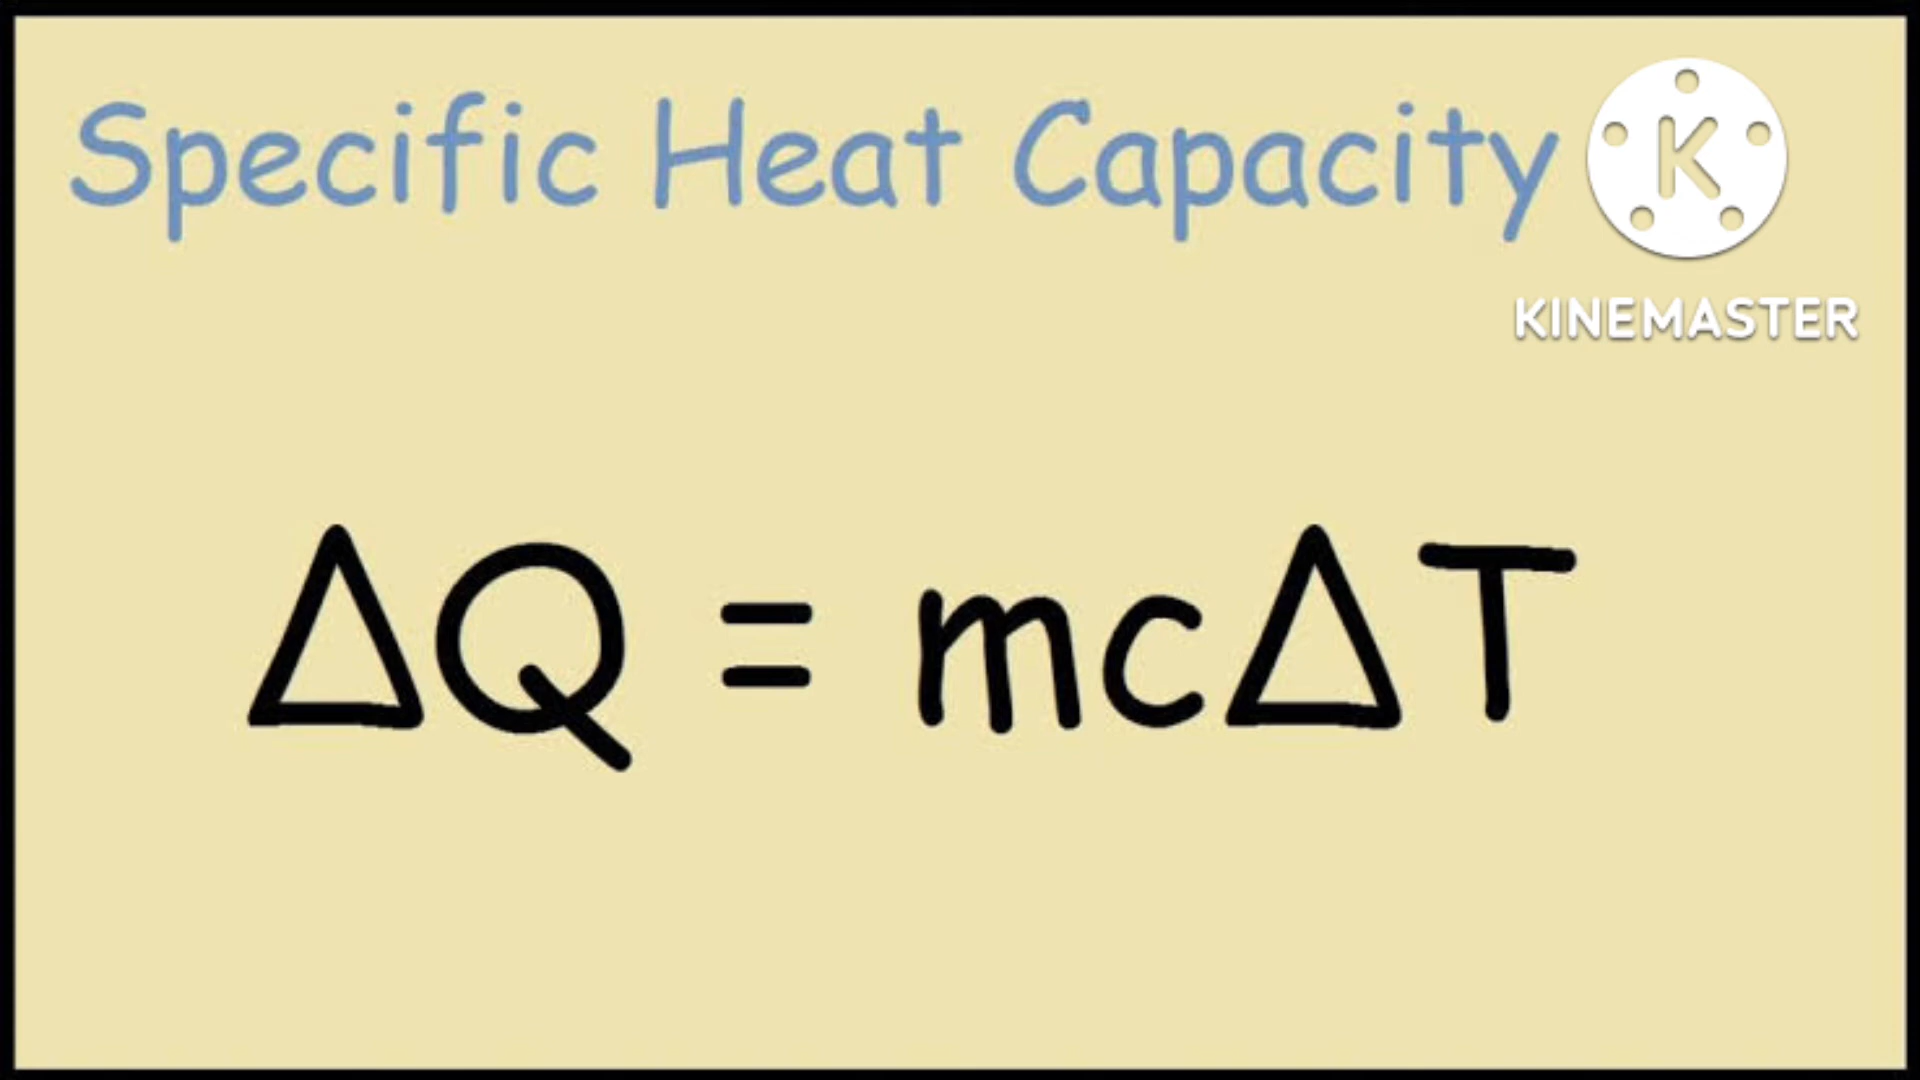 Specific Heat Capacity
K
KINEMASTER
ΔQ = mcΔT